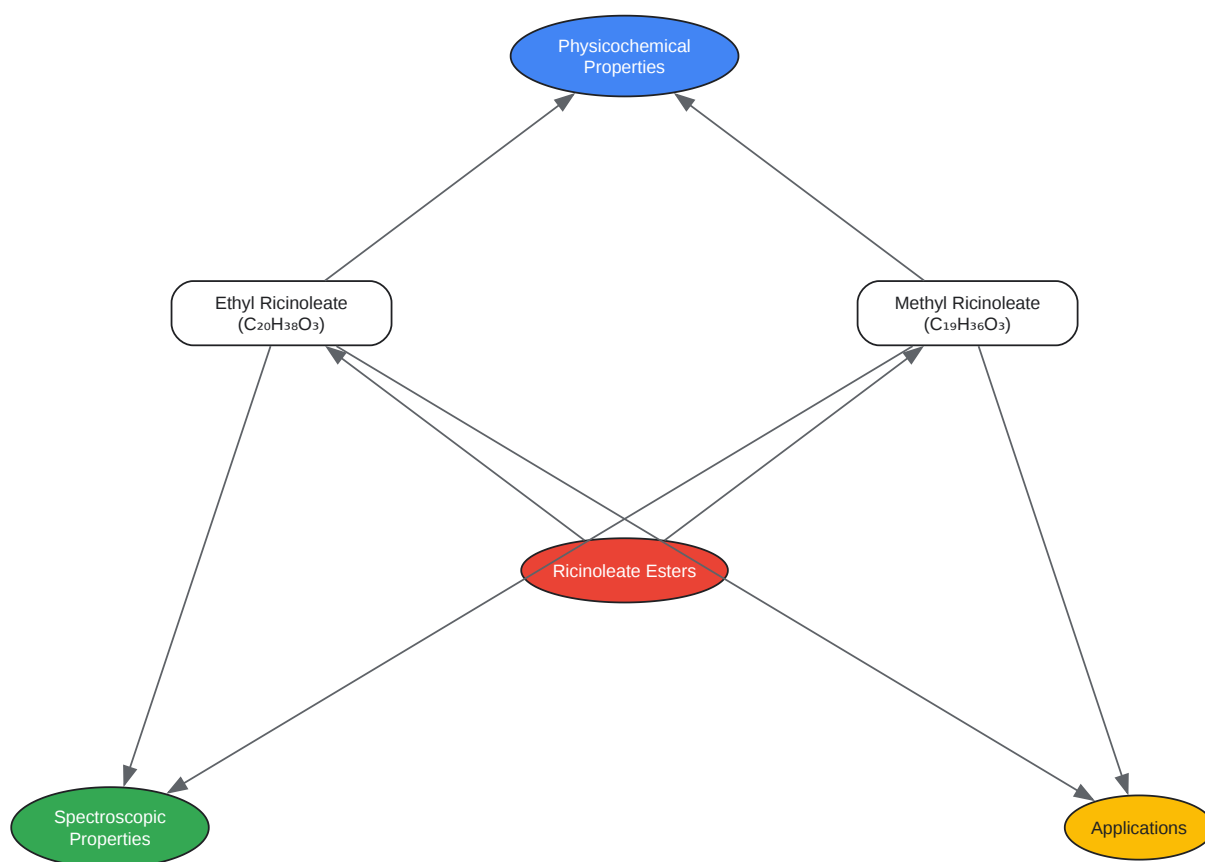 Physicochemical
Properties
Ethyl Ricinoleate
(C₂₀H₃₈O₃)
Methyl Ricinoleate
(C₁₉H₃₆O₃)
Ricinoleate Esters
Spectroscopic
Properties
Applications